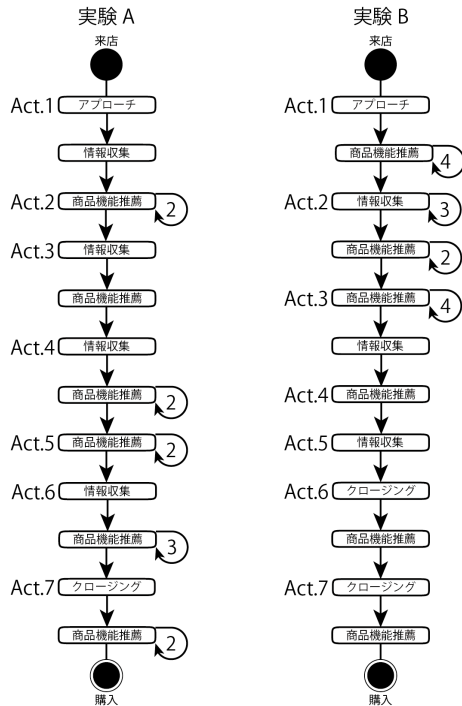 実験 A
来店
Act.1 アプローチ
情報収集
Act.2 商品機能推薦 2
Act.3 情報収集
商品機能推薦
Act.4 情報収集
商品機能推薦 2
Act.5 商品機能推薦 2
Act.6 情報収集
商品機能推薦 3
Act.7 クロージング
商品機能推薦 2
購入
実験 B
来店
Act.1 アプローチ
商品機能推薦 4
Act.2 情報収集 3
商品機能推薦 2
Act.3 商品機能推薦 4
情報収集
Act.4 商品機能推薦
Act.5 情報収集
Act.6 クロージング
商品機能推薦
Act.7 クロージング
商品機能推薦
購入